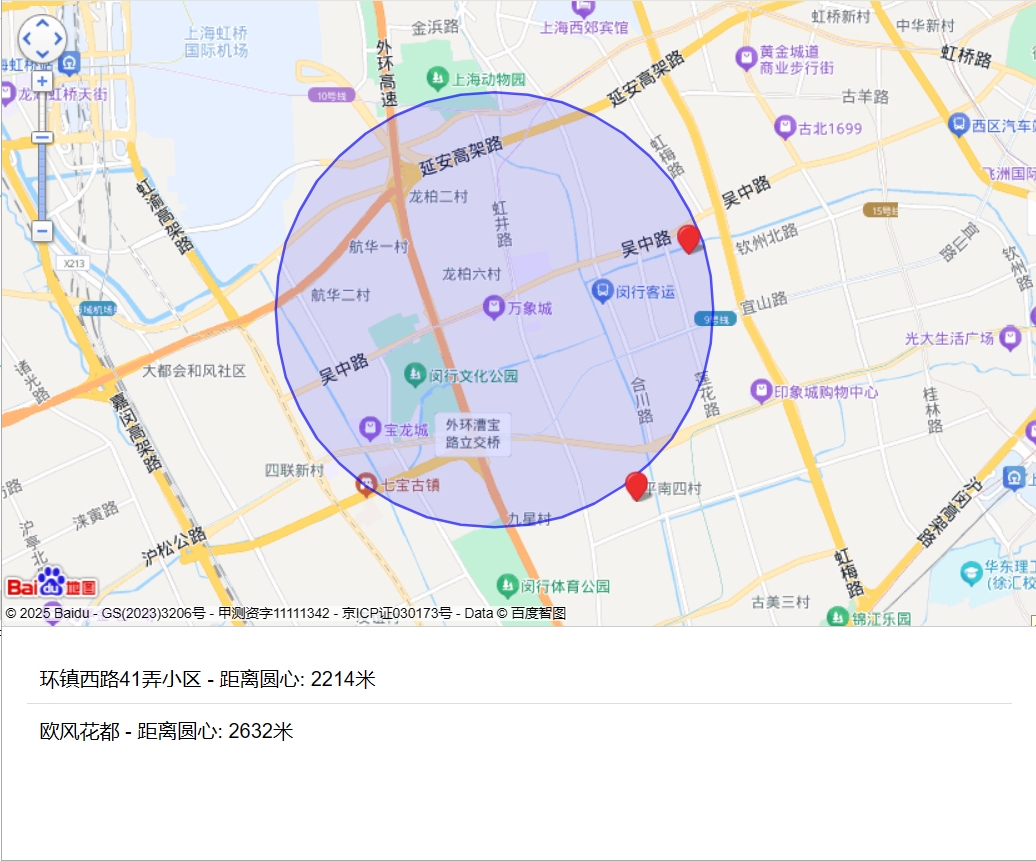 金浜路
上海西郊宾馆
虹桥新村
中华新村
上海虹桥
国际机场
外环高速
黄金城道
商业步行街
虹桥路
上海动物园
延安高架路
10号线
古羊路
古北1699
西区汽车站
延安高架路
虹梅路
飞洲国际
龙柏二村
虹渝高架路
虹井路
吴中路
15号线
航华一村
吴中路
钦州北路
宜山路
钦州
X213
龙柏六村
航华二村
闵行客运
万象城
9号线
宜山路
光大生活广场
诸光路
大都会和风社区
吴中路
闵行文化公园
合川路
莲花路
印象城购物中心
桂林路
嘉闵高架路
宝龙城
外环漕宝
路立交桥
四联新村
七宝古镇
平南四村
沪闵高架路
涞寅路
九星村
沪亭北
沪松公路
虹梅路
华东理工
(徐汇校
闵行体育公园
古美三村
锦江乐园
Bai 地图
© 2025 Baidu - GS(2023)3206号 - 甲测资字11111342 - 京ICP证030173号 - Data © 百度智图
环镇西路41弄小区 - 距离圆心: 2214米
欧风花都 - 距离圆心: 2632米